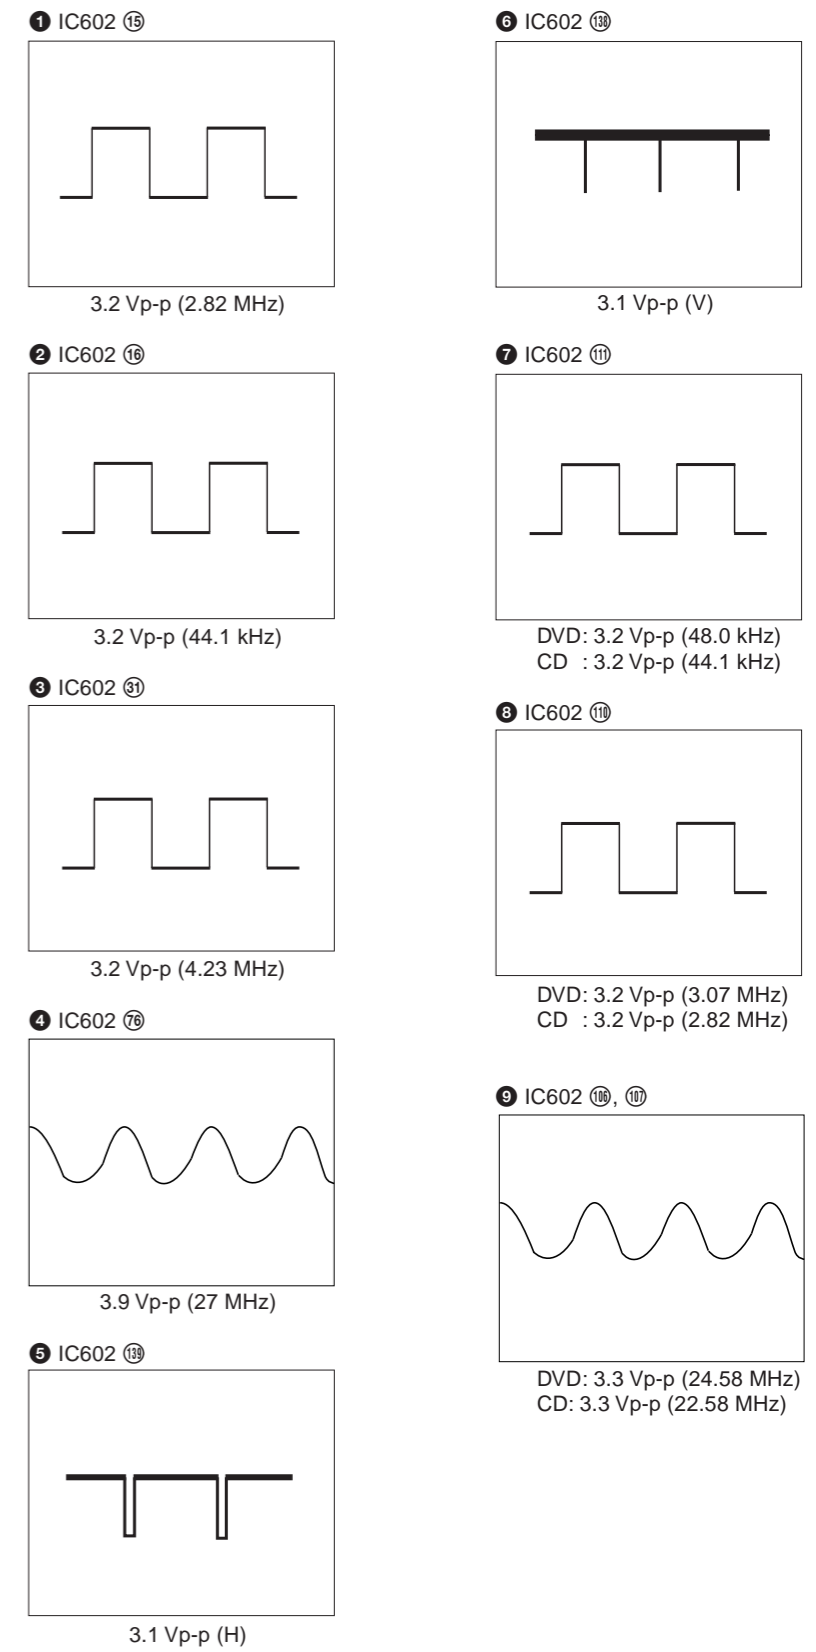 ❶ IC602 ⑮
3.2 Vp-p (2.82 MHz)
❷ IC602 ⑯
3.2 Vp-p (44.1 kHz)
❸ IC602 ㉛
3.2 Vp-p (4.23 MHz)
❹ IC602 (76)
3.9 Vp-p (27 MHz)
❺ IC602 (139)
3.1 Vp-p (H)
❻ IC602 (138)
3.1 Vp-p (V)
❼ IC602 (111)
DVD: 3.2 Vp-p (48.0 kHz)
CD : 3.2 Vp-p (44.1 kHz)
❽ IC602 (110)
DVD: 3.2 Vp-p (3.07 MHz)
CD : 3.2 Vp-p (2.82 MHz)
❾ IC602 (106), (107)
DVD: 3.3 Vp-p (24.58 MHz)
CD: 3.3 Vp-p (22.58 MHz)